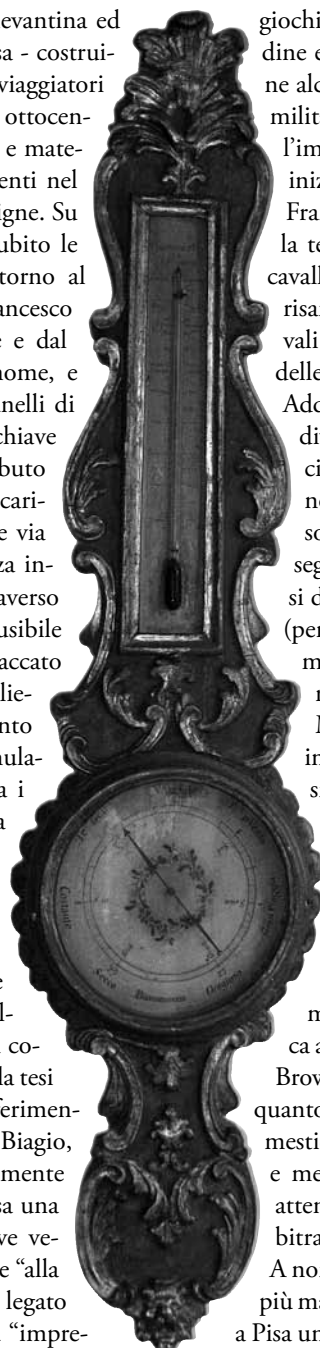 evantina ed
sa - costrui-
viaggiatori
ottocen-
e mate-
enti nel
igne. Su
ubito le
torno al
ancesco
e e dal
nome, e
nelli di
chiave
buto
cari-
e via
za in-
averso
usibile
accato
lie-
nto
nula-
a i
a
e
l-
co-
la tesi
ferimen-
Biagio,
mente
sa una
ve ve-
e “alla
legato
“impre-
giochi
dine e
ne alc
milit
l’im
iniz
Fra
la te
cavall
risa
vali
delle
Add
di
ci
ne
so
seg
si d
(per
m
r
in
s
m
ca a
Brow
quanto
mesti
e me
atten
bitra
A no
più ma
a Pisa un